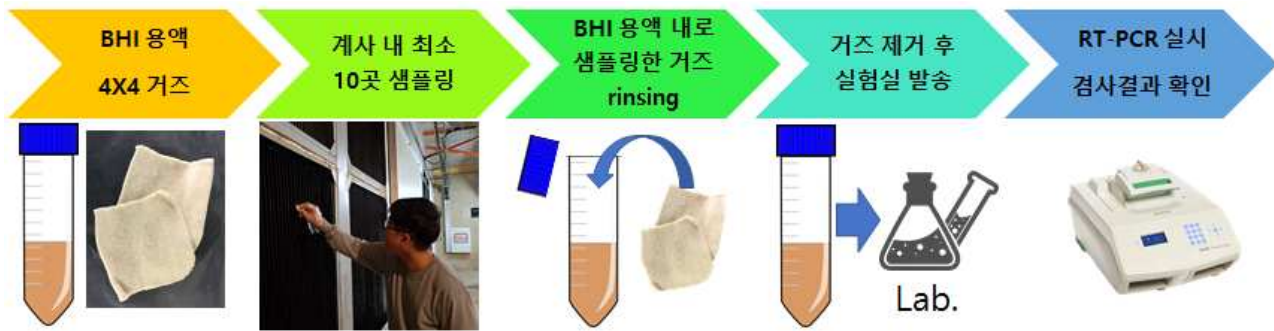 BHI 용액
4X4 거즈
계사 내 최소
10곳 샘플링
BHI 용액 내로
샘플링한 거즈
rinsing
거즈 제거 후
실험실 발송
RT-PCR 실시
검사결과 확인
Lab.